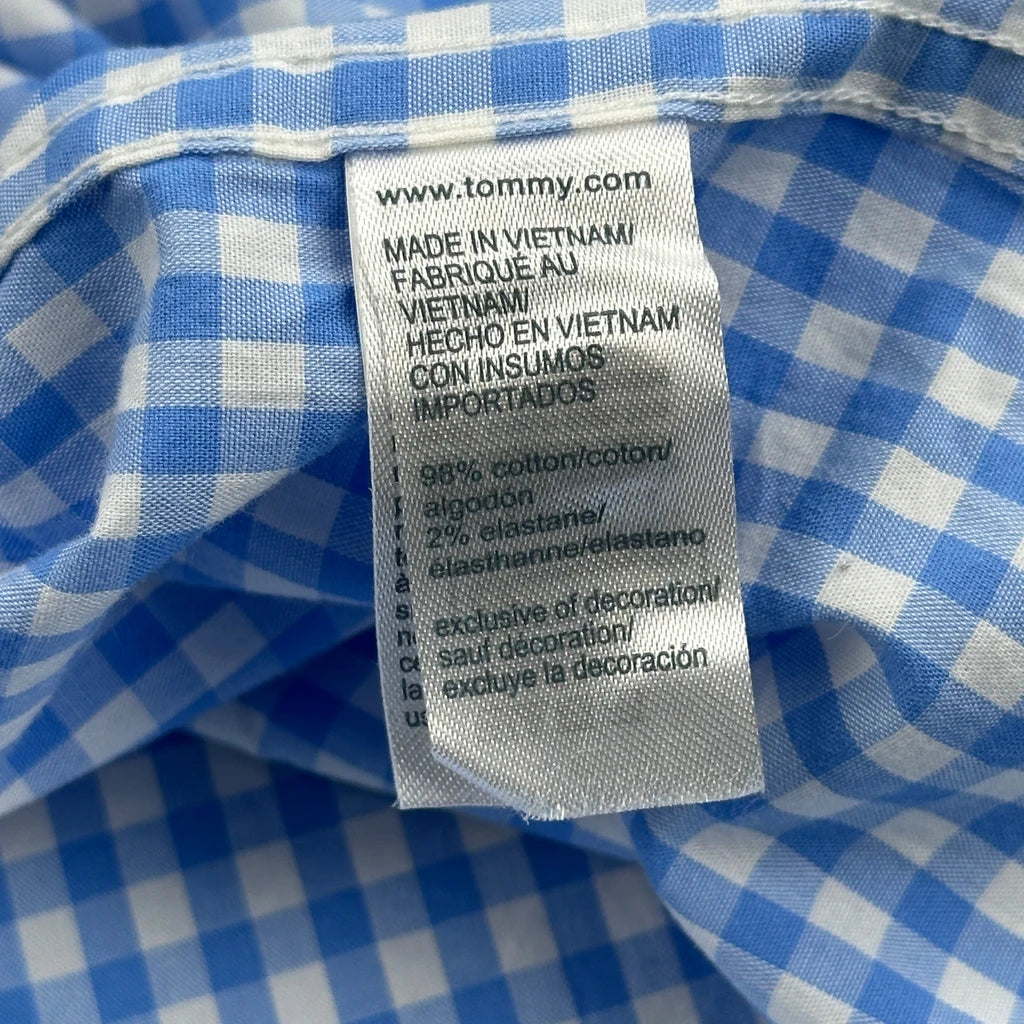 www.tommy.com
MADE IN VIETNAM/
FABRIQUÉ AU
VIETNAM/
HECHO EN VIETNAM
CON INSUMOS
IMPORTADOS
98% cotton/coton/
algodón
2% elastane/
elasthanne/elastano
exclusive of decoration/
sauf décoration/
excluye la decoración